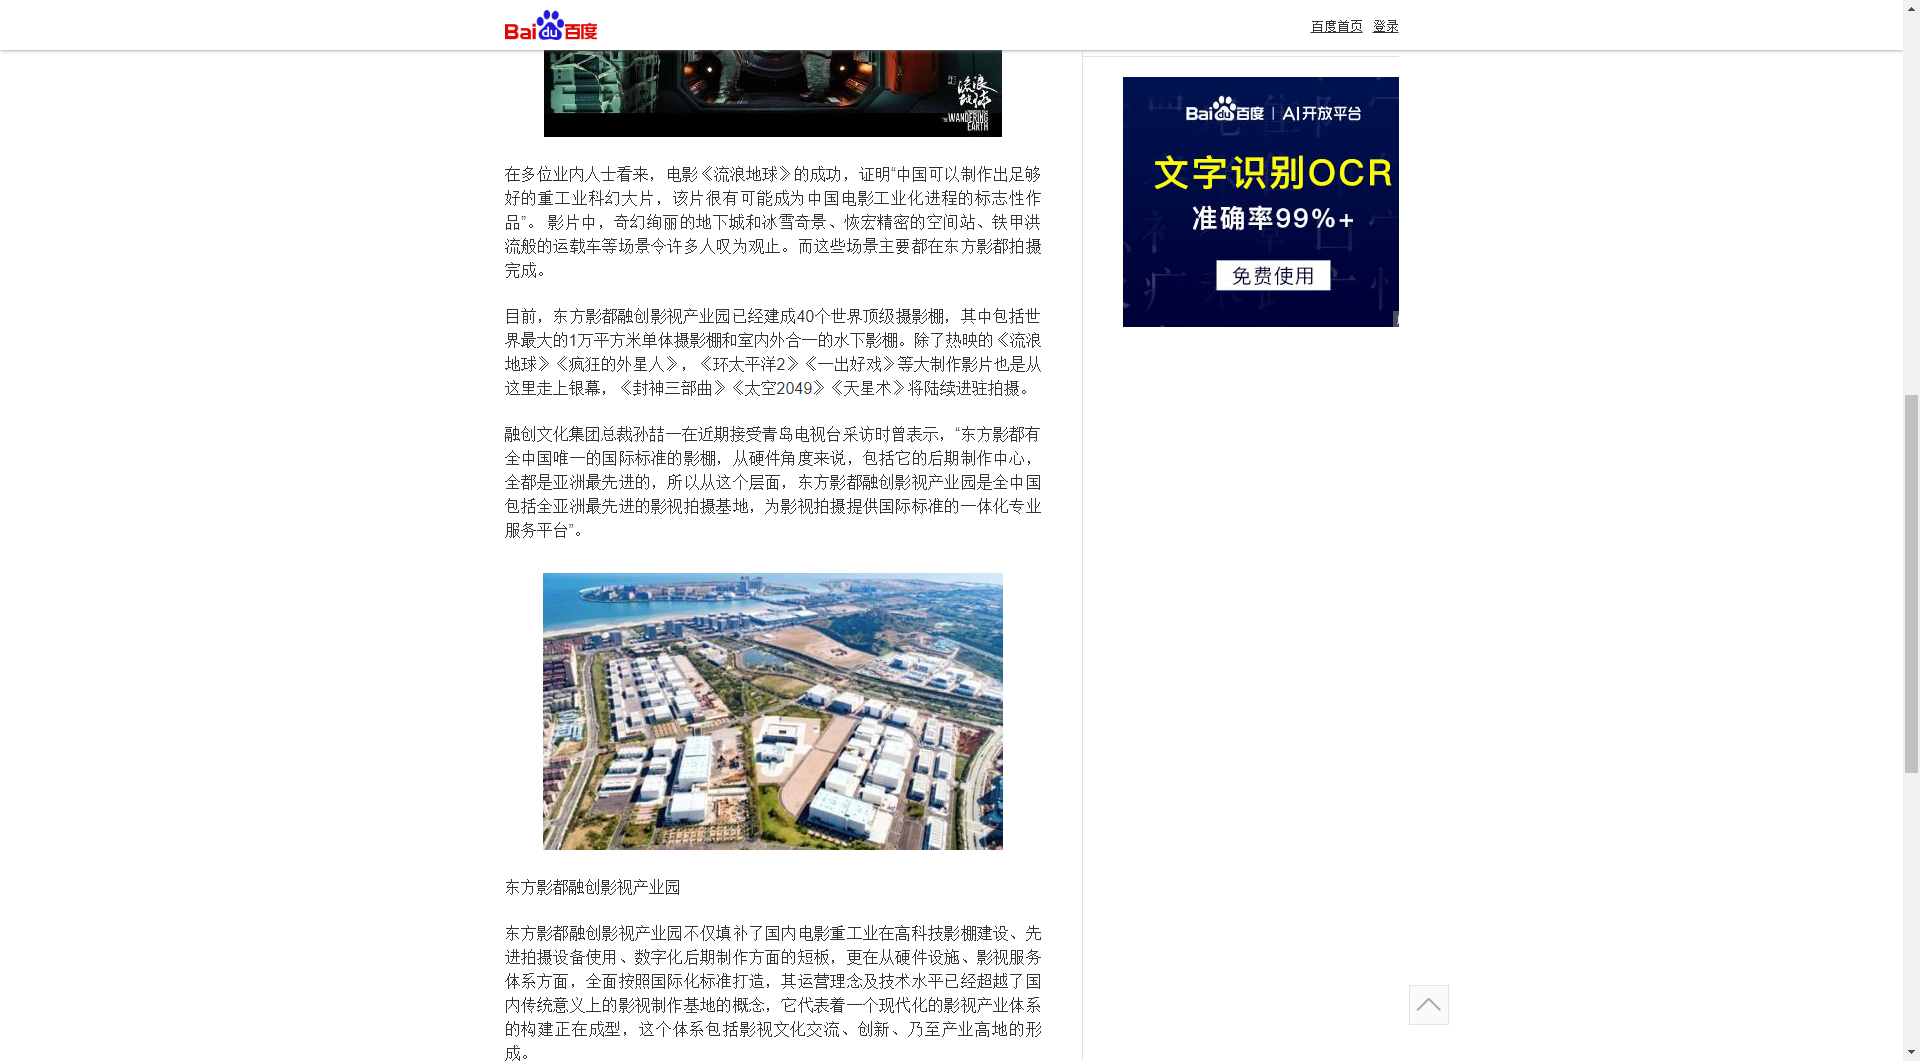 Baidu百度
百度首页 登录
流浪地球
THE WANDERING EARTH
Baidu百度 | AI开放平台
文字识别OCR
准确率99%+
免费使用
在多位业内人士看来，电影《流浪地球》的成功，证明“中国可以制作出足够
好的重工业科幻大片，该片很有可能成为中国电影工业化进程的标志性作
品”。 影片中，奇幻绚丽的地下城和冰雪奇景、恢宏精密的空间站、铁甲洪
流般的运载车等场景令许多人叹为观止。而这些场景主要都在东方影都拍摄
完成。
目前，东方影都融创影视产业园已经建成40个世界顶级摄影棚，其中包括世
界最大的1万平方米单体摄影棚和室内外合一的水下影棚。除了热映的《流浪
地球》《疯狂的外星人》，《环太平洋2》《一出好戏》等大制作影片也是从
这里走上银幕，《封神三部曲》《太空2049》《天星术》将陆续进驻拍摄。
融创文化集团总裁孙喆一在近期接受青岛电视台采访时曾表示，“东方影都有
全中国唯一的国际标准的影棚，从硬件角度来说，包括它的后期制作中心，
全都是亚洲最先进的，所以从这个层面，东方影都融创影视产业园是全中国
包括全亚洲最先进的影视拍摄基地，为影视拍摄提供国际标准的一体化专业
服务平台”。
东方影都融创影视产业园
东方影都融创影视产业园不仅填补了国内电影重工业在高科技影棚建设、先
进拍摄设备使用、数字化后期制作方面的短板，更在从硬件设施、影视服务
体系方面，全面按照国际化标准打造，其运营理念及技术水平已经超越了国
内传统意义上的影视制作基地的概念，它代表着一个现代化的影视产业体系
的构建正在成型，这个体系包括影视文化交流、创新、乃至产业高地的形
成。